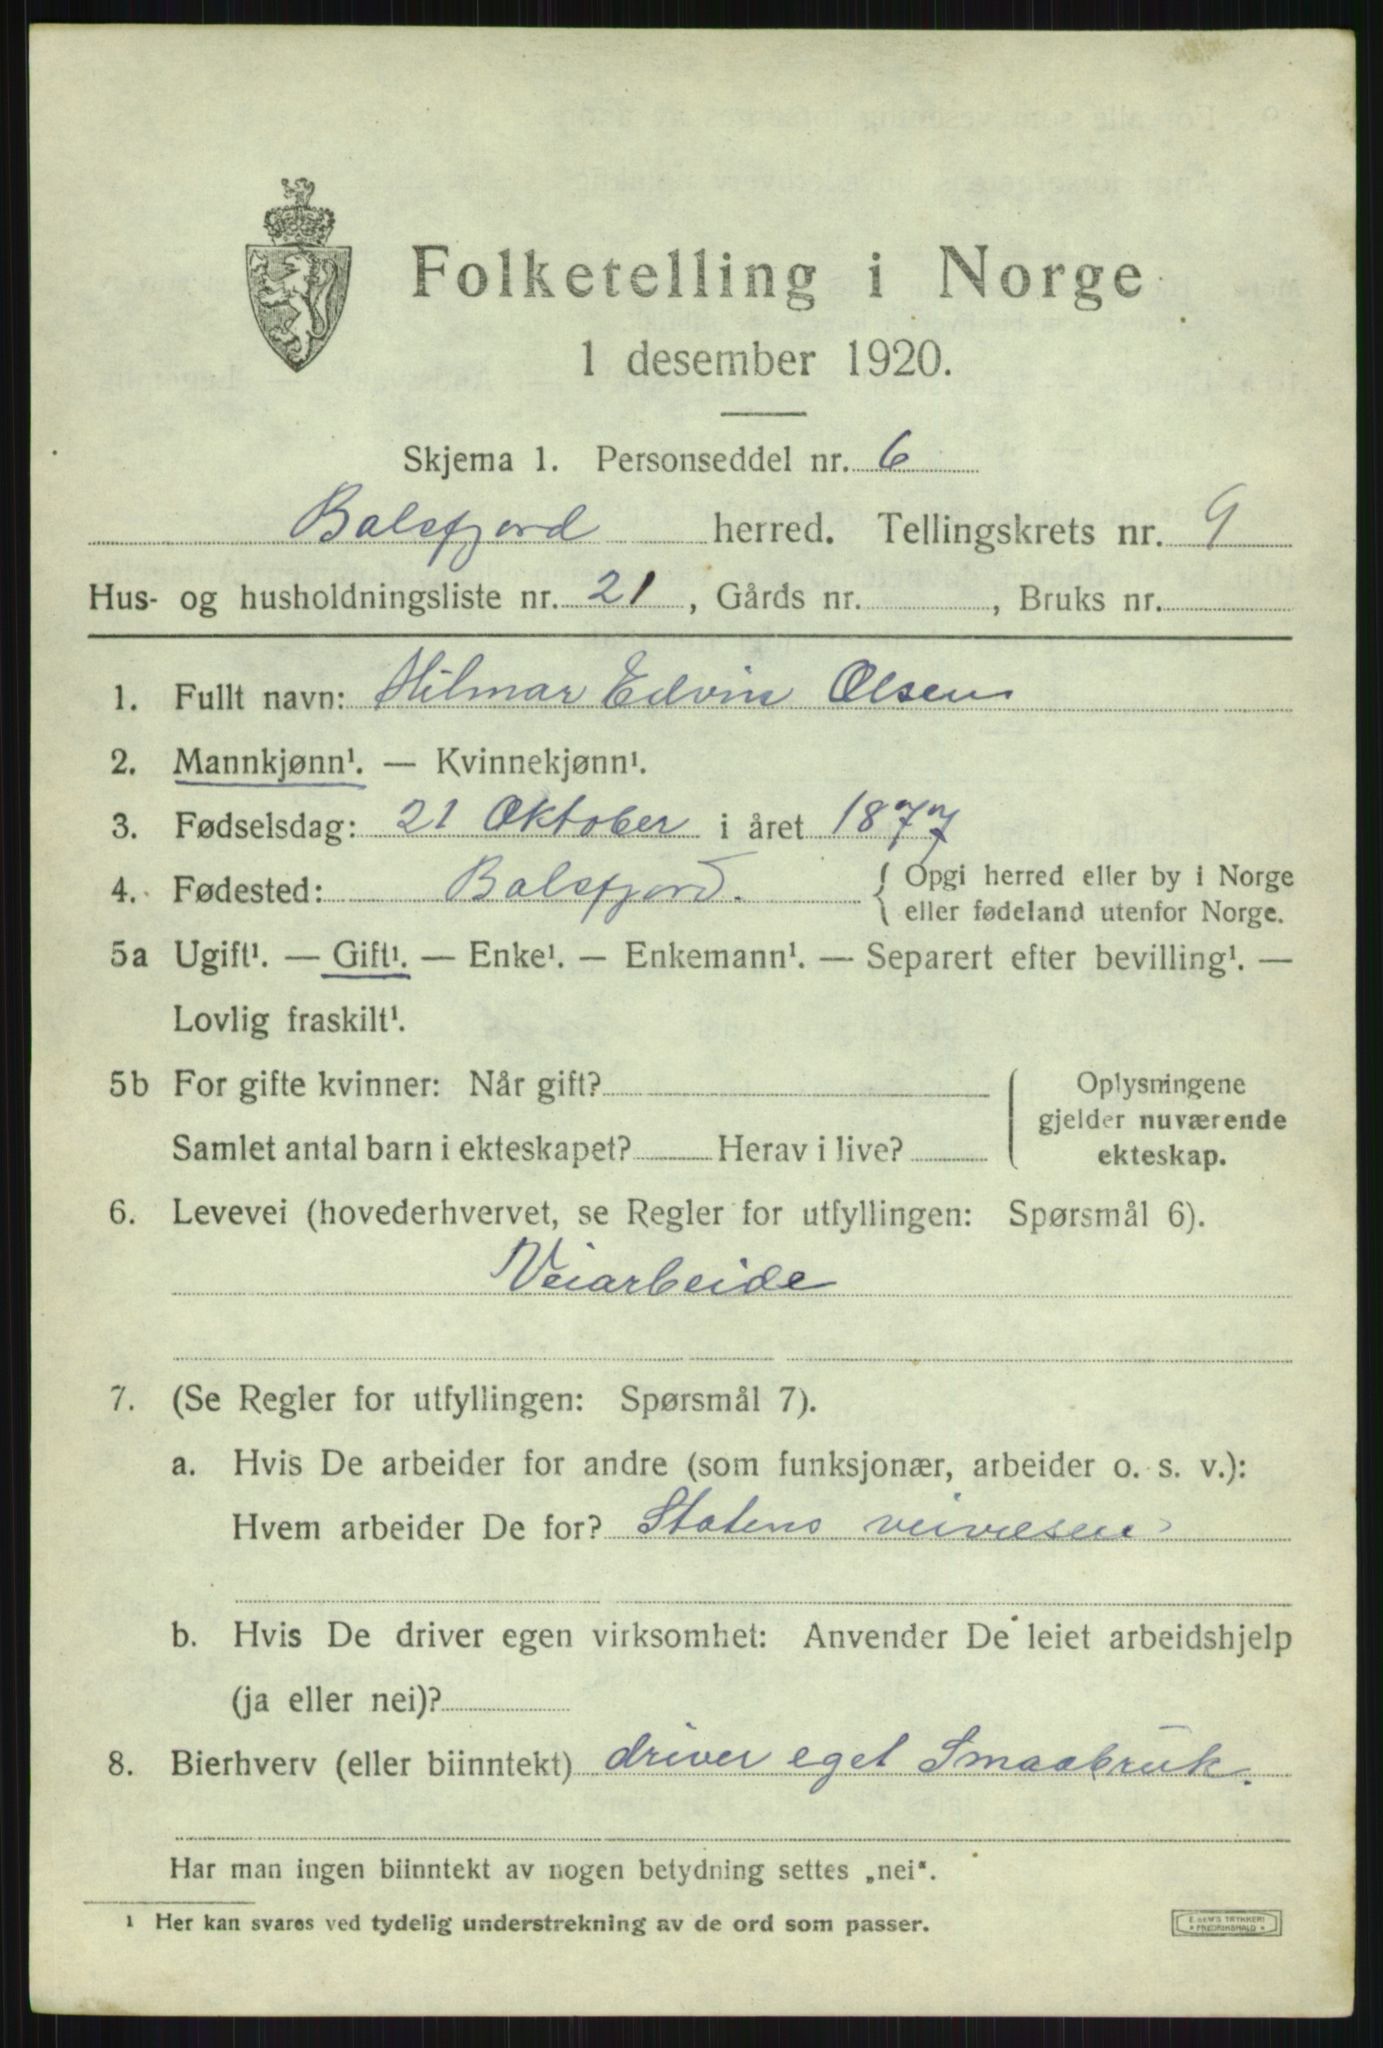 Folketelling i Norge
1 desember 1920.
Skjema 1. Personseddel nr. 6
Balsfjord herred. Tellingskrets nr. 9
Hus- og husholdningsliste nr. 21, Gårds nr. , Bruks nr.
1. Fullt navn: Hilmar Edvin Olsen
2. Mannkjønn¹. — Kvinnekjønn¹.
3. Fødselsdag: 21 Oktober i året 1877
4. Fødested: Balsfjord. { Opgi herred eller by i Norge
eller fødeland utenfor Norge.
5a Ugift¹. — Gift¹. — Enke¹. — Enkemann¹. — Separert efter bevilling¹. —
Lovlig fraskilt¹.
5b For gifte kvinner: Når gift? Oplysningene
gjelder nuværende
Samlet antal barn i ekteskapet? Herav i live? ekteskap.
6. Levevei (hovederhvervet, se Regler for utfyllingen: Spørsmål 6).
Veiarbeide
7. (Se Regler for utfyllingen: Spørsmål 7).
a. Hvis De arbeider for andre (som funksjonær, arbeider o. s. v.):
Hvem arbeider De for? Statens veivæsen
b. Hvis De driver egen virksomhet: Anvender De leiet arbeidshjelp
(ja eller nei)?
8. Bierhverv (eller biinntekt) driver eget Smaabruk.
Har man ingen biinntekt av nogen betydning settes „nei“.
¹ Her kan svares ved tydelig understrekning av de ord som passer.
E. SEM'S TRYKKERI
* FREDRIKSHALD *